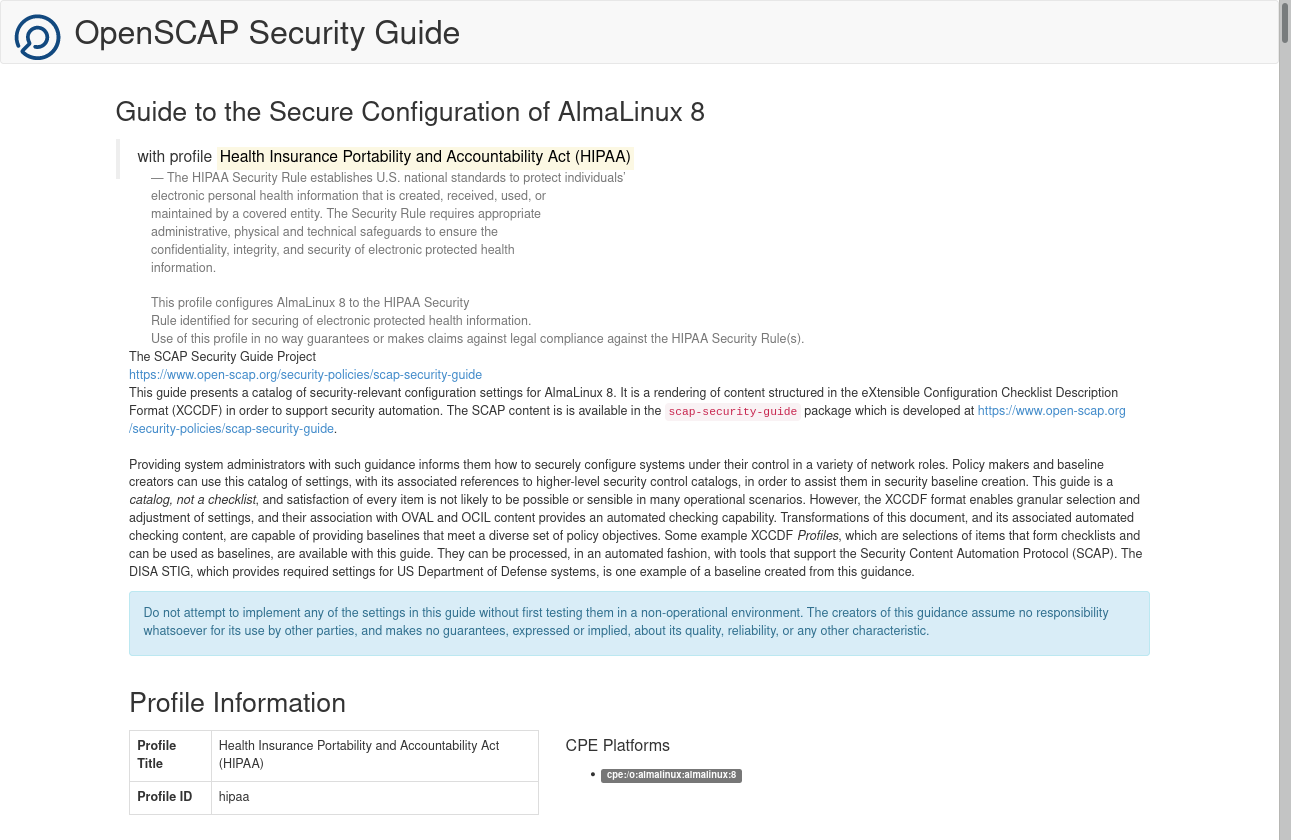 OpenSCAP Security Guide
Guide to the Secure Configuration of AlmaLinux 8
with profile Health Insurance Portability and Accountability Act (HIPAA)
— The HIPAA Security Rule establishes U.S. national standards to protect individuals’
electronic personal health information that is created, received, used, or
maintained by a covered entity. The Security Rule requires appropriate
administrative, physical and technical safeguards to ensure the
confidentiality, integrity, and security of electronic protected health
information.
This profile configures AlmaLinux 8 to the HIPAA Security
Rule identified for securing of electronic protected health information.
Use of this profile in no way guarantees or makes claims against legal compliance against the HIPAA Security Rule(s).
The SCAP Security Guide Project
https://www.open-scap.org/security-policies/scap-security-guide
This guide presents a catalog of security-relevant configuration settings for AlmaLinux 8. It is a rendering of content structured in the eXtensible Configuration Checklist Description
Format (XCCDF) in order to support security automation. The SCAP content is is available in the scap-security-guide package which is developed at https://www.open-scap.org
/security-policies/scap-security-guide.
Providing system administrators with such guidance informs them how to securely configure systems under their control in a variety of network roles. Policy makers and baseline
creators can use this catalog of settings, with its associated references to higher-level security control catalogs, in order to assist them in security baseline creation. This guide is a
catalog, not a checklist, and satisfaction of every item is not likely to be possible or sensible in many operational scenarios. However, the XCCDF format enables granular selection and
adjustment of settings, and their association with OVAL and OCIL content provides an automated checking capability. Transformations of this document, and its associated automated
checking content, are capable of providing baselines that meet a diverse set of policy objectives. Some example XCCDF Profiles, which are selections of items that form checklists and
can be used as baselines, are available with this guide. They can be processed, in an automated fashion, with tools that support the Security Content Automation Protocol (SCAP). The
DISA STIG, which provides required settings for US Department of Defense systems, is one example of a baseline created from this guidance.
Do not attempt to implement any of the settings in this guide without first testing them in a non-operational environment. The creators of this guidance assume no responsibility
whatsoever for its use by other parties, and makes no guarantees, expressed or implied, about its quality, reliability, or any other characteristic.
Profile Information
Profile Title
Health Insurance Portability and Accountability Act
(HIPAA)
Profile ID
hipaa
CPE Platforms
• cpe:/o:almalinux:almalinux:8